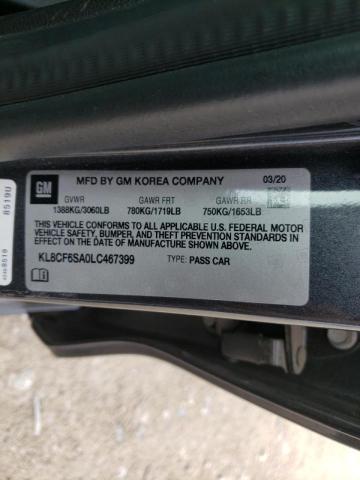 GM
MFD BY GM KOREA COMPANY 03/20
GVWR GAWR FRT GAWR RR
1388KG/3060LB 780KG/1719LB 750KG/1653LB
THIS VEHICLE CONFORMS TO ALL APPLICABLE U.S. FEDERAL MOTOR
VEHICLE SAFETY, BUMPER, AND THEFT PREVENTION STANDARDS IN
EFFECT ON THE DATE OF MANUFACTURE SHOWN ABOVE.
KL8CF6SA0LC467399 TYPE: PASS CAR
8519U